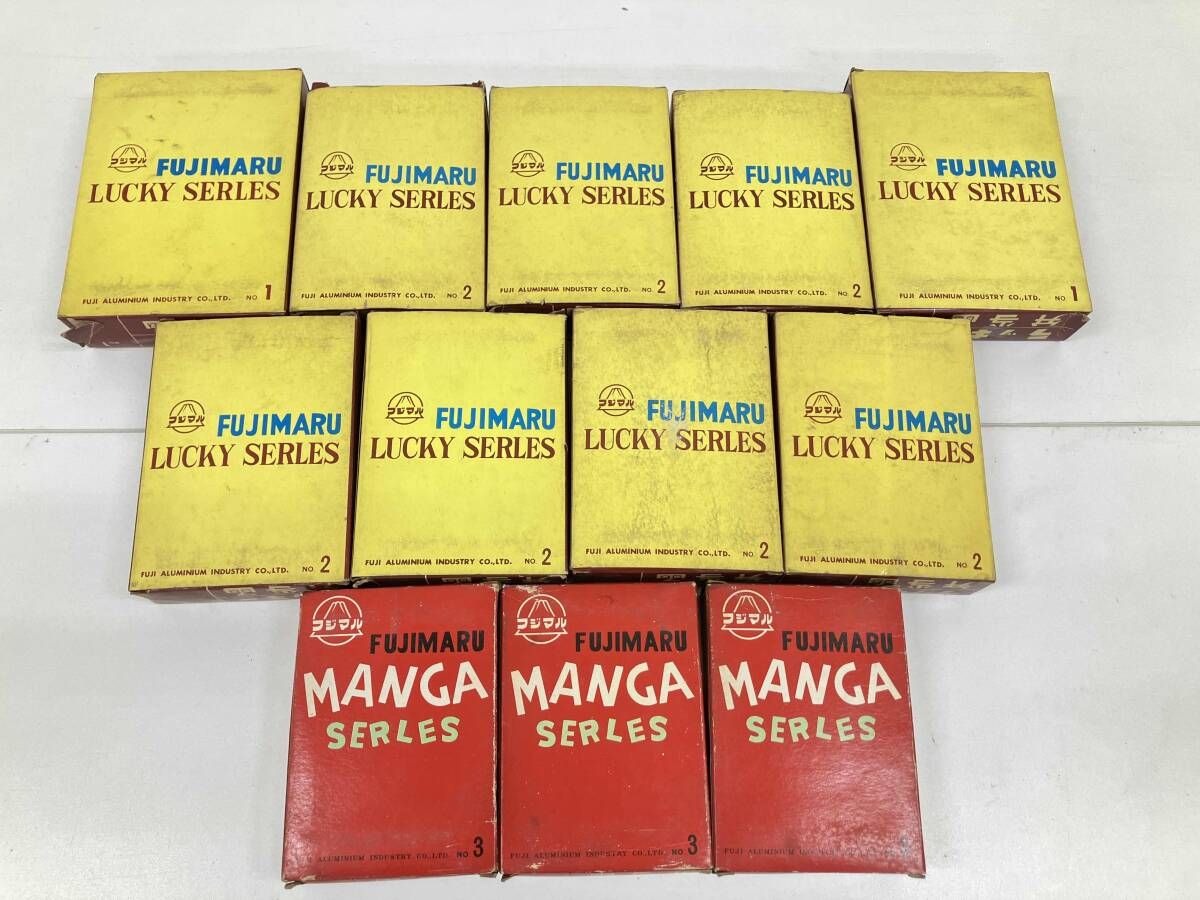 フジマル FUJIMARU
LUCKY SERLES
FUJI ALUMINIUM INDUSTRY CO.,LTD. NO 1
フジマル FUJIMARU
LUCKY SERLES
FUJI ALUMINIUM INDUSTRY CO.,LTD. NO 2
フジマル FUJIMARU
LUCKY SERLES
FUJI ALUMINIUM INDUSTRY CO.,LTD. NO 2
フジマル FUJIMARU
LUCKY SERLES
FUJI ALUMINIUM INDUSTRY CO.,LTD. NO 2
フジマル FUJIMARU
LUCKY SERLES
FUJI ALUMINIUM INDUSTRY CO.,LTD. NO 1
フジマル FUJIMARU
LUCKY SERLES
FUJI ALUMINIUM INDUSTRY CO.,LTD. NO 2
フジマル FUJIMARU
LUCKY SERLES
FUJI ALUMINIUM INDUSTRY CO.,LTD. NO 2
フジマル FUJIMARU
LUCKY SERLES
FUJI ALUMINIUM INDUSTRY CO.,LTD. NO 2
フジマル FUJIMARU
LUCKY SERLES
FUJI ALUMINIUM INDUSTRY CO.,LTD. NO 2
フジマル
FUJIMARU
MANGA
SERLES
FUJI ALUMINIUM INDUSTRY CO.,LTD. NO 3
フジマル
FUJIMARU
MANGA
SERLES
FUJI ALUMINIUM INDUSTRY CO.,LTD. NO 3
フジマル
FUJIMARU
MANGA
SERLES
FUJI ALUMINIUM